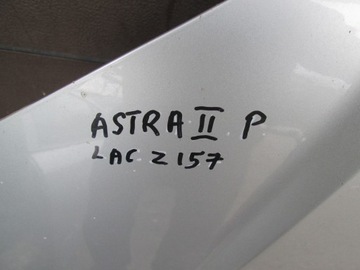 ASTRA II P
LAC Z157